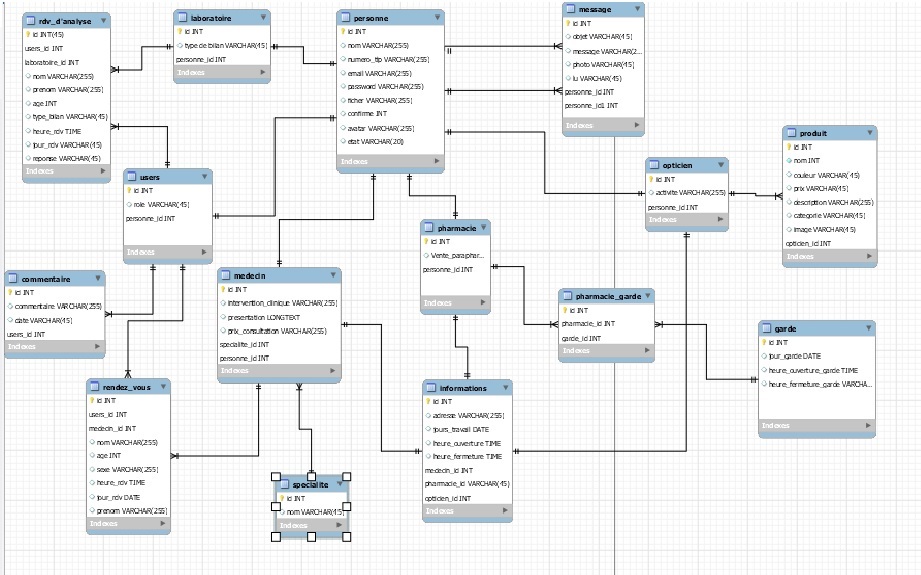 rdv_d'analyse
id INT(45)
users_id INT
laboratoire_id INT
nom VARCHAR(255)
prenom VARCHAR(255)
age INT
type_bilan VARCHAR(45)
heure_rdv TIME
jour_rdv VARCHAR(45)
reponse VARCHAR(45)
Indexes
laboratoire
id INT
type de bilan VARCHAR(45)
personne_id INT
Indexes
personne
id INT
nom VARCHAR(255)
numero_tlp VARCHAR(255)
email VARCHAR(255)
password VARCHAR(255)
ficher VARCHAR(255)
confirme INT
avatar VARCHAR(255)
etat VARCHAR(20)
Indexes
message
id INT
objet VARCHAR(45)
message VARCHAR(2...
photo VARCHAR(45)
lu VARCHAR(45)
personne_id INT
personne_id1 INT
Indexes
produit
id INT
nom INT
couleur VARCHAR(45)
prix VARCHAR(45)
description VARCHAR(255)
categorie VARCHAR(45)
image VARCHAR(45)
opticien_id INT
Indexes
opticien
id INT
activite VARCHAR(255)
personne_id INT
Indexes
users
id INT
role VARCHAR(45)
personne_id INT
Indexes
pharmacie
id INT
Vente_paraphar...
personne_id INT
Indexes
commentaire
id INT
commentaire VARCHAR(255)
date VARCHAR(45)
users_id INT
Indexes
medecin
id INT
intervention_clinique VARCHAR(255)
presentation LONGTEXT
prix_consultation VARCHAR(255)
specialite_id INT
personne_id INT
Indexes
pharmacie_garde
id INT
pharmacie_id INT
garde_id INT
Indexes
garde
id INT
jour_garde DATE
heure_ouverture_garde TIME
heure_fermeture_garde VARCHA...
Indexes
rendez_vous
id INT
users_id INT
medecin_id INT
nom VARCHAR(255)
age INT
sexe VARCHAR(255)
heure_rdv TIME
jour_rdv DATE
prenom VARCHAR(255)
Indexes
informations
id INT
adresse VARCHAR(255)
jours_travail DATE
heure_ouverture TIME
heure_fermeture TIME
medecin_id INT
pharmacie_id VARCHAR(45)
opticien_id INT
Indexes
specialite
id INT
nom VARCHAR(45)
Indexes